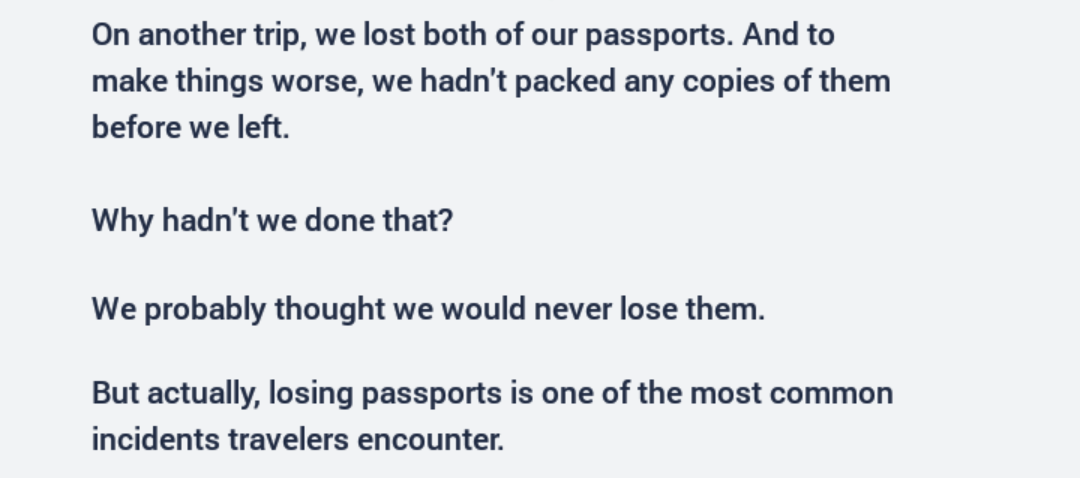 On another trip, we lost both of our passports. And to
make things worse, we hadn't packed any copies of them
before we left.
Why hadn't we done that?
We probably thought we would never lose them.
But actually, losing passports is one of the most common
incidents travelers encounter.